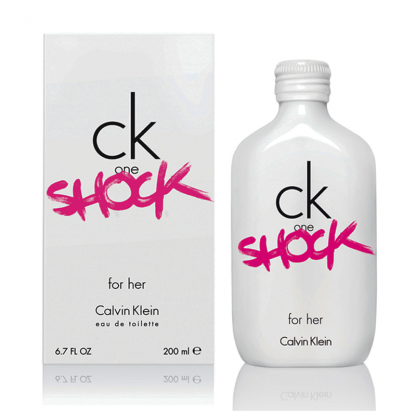 ck
one
SHOCK
for her
Calvin Klein
eau de toilette
6.7 FL OZ 200 ml ℮
ck
one
SHOCK
for her
Calvin Klein